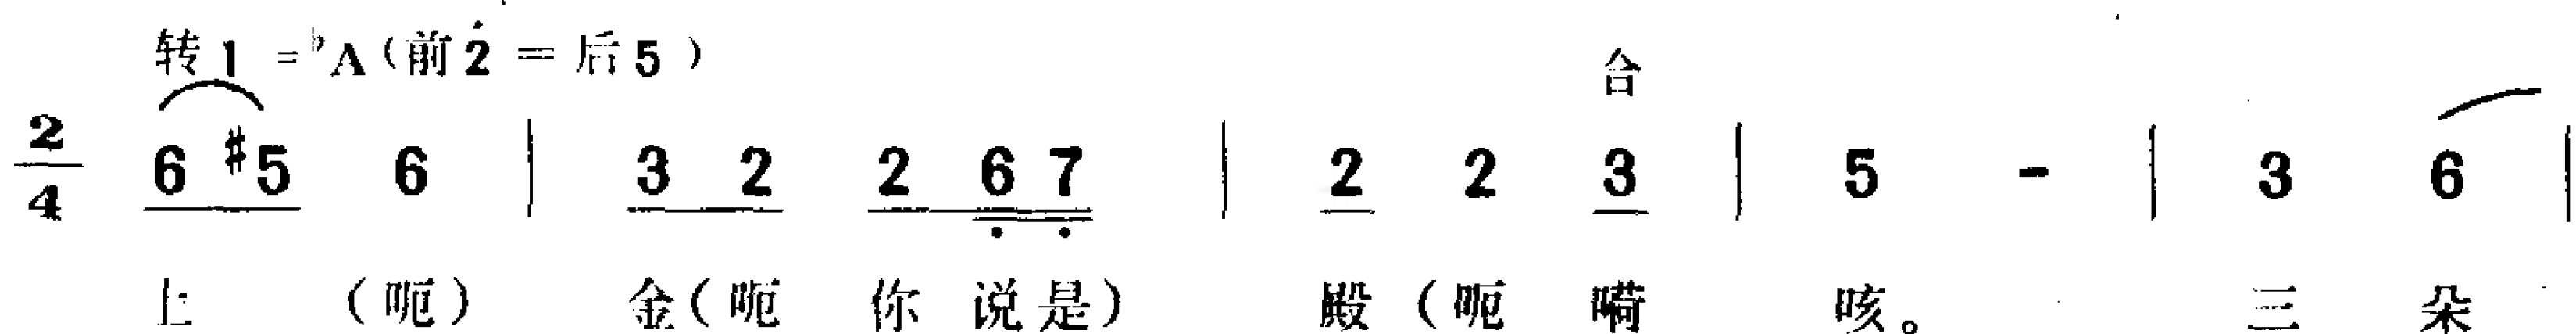 转1=♭A(前2̇=后5)
合
2/4 6 #5 6 | 3 2 2 6̣ 7̣ | 2 2 3 | 5 - | 3 6 |
上 (呃) 金(呃 你 说 是) 殿 (呃 嗬 咳。 三 朵